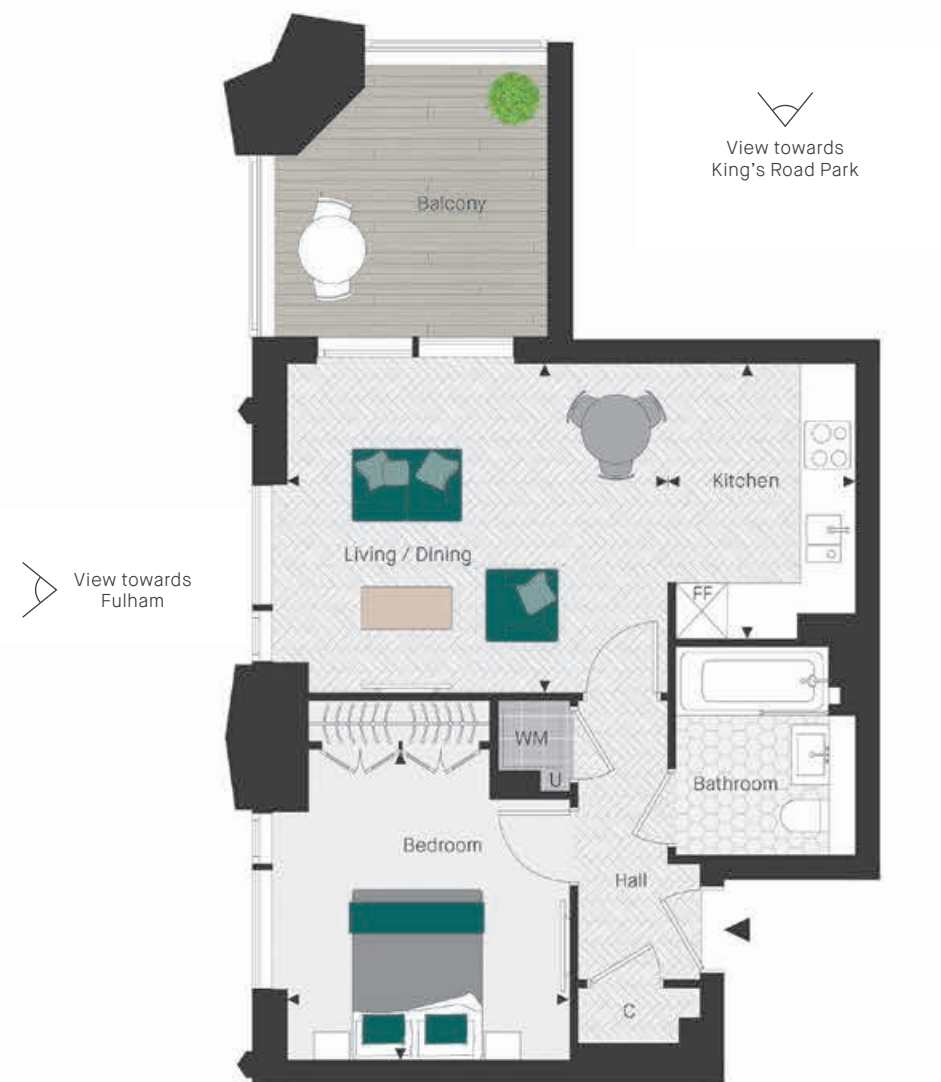 View towards
King's Road Park
Balcony
Kitchen
Living / Dining
View towards
Fulham
FF
WM
U
Bathroom
Bedroom
Hall
C